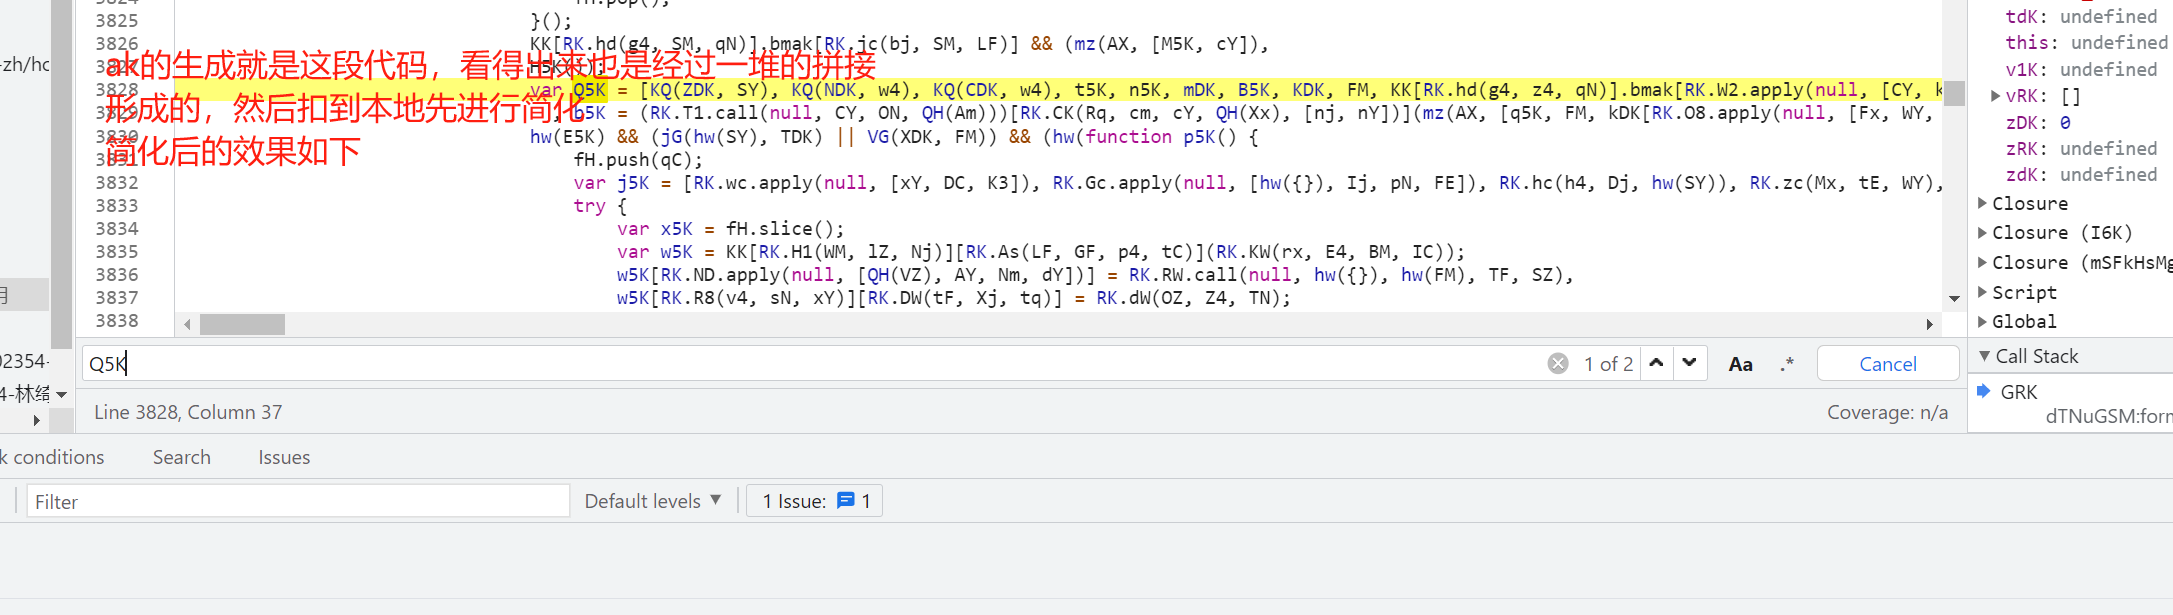 3824
fH.pop();
3825
}();
3826
KK[RK.hd(g4, SM, qN)].bmak[RK.jc(bj, SM, LF)] && (mz(AX, [M5K, cY]),
ak的生成就是这段代码，看得出来也是经过一堆的拼接
3827
H5K());
3828
var Q5K = [KQ(ZDK, SY), KQ(NDK, w4), KQ(CDK, w4), t5K, n5K, mDK, B5K, KDK, FM, KK[RK.hd(g4, z4, qN)].bmak[RK.W2.apply(null, [CY, k
形成的，然后扣到本地先进行简化
3829
= (RK.T1.call(null, CY, ON, QH(Am)))[RK.CK(Rq, cm, cY, QH(Xx), [nj, nY])](mz(AX, [q5K, FM, kDK[RK.O8.apply(null, [Fx, WY,
3830
hw(E5K) && (jG(hw(SY), TDK) || VG(XDK, FM)) && (hw(function p5K() {
简化后的效果如下
3831
fH.push(qC);
3832
var j5K = [RK.wc.apply(null, [xY, DC, K3]), RK.Gc.apply(null, [hw({}), Ij, pN, FE]), RK.hc(h4, Dj, hw(SY)), RK.zc(Mx, tE, WY),
3833
try {
3834
var x5K = fH.slice();
3835
var w5K = KK[RK.H1(WM, lZ, Nj)][RK.As(LF, GF, p4, tC)](RK.KW(rx, E4, BM, IC));
3836
w5K[RK.ND.apply(null, [QH(VZ), AY, Nm, dY])] = RK.RW.call(null, hw({}), hw(FM), TF, SZ),
3837
w5K[RK.R8(v4, sN, xY)][RK.DW(tF, Xj, tq)] = RK.dW(OZ, Z4, TN);
3838
-zh/hc
月
02354-
4-林绮
Q5K
1 of 2
Aa
.*
Cancel
Line 3828, Column 37
Coverage: n/a
tdK: undefined
this: undefined
v1K: undefined
vRK: []
zDK: 0
zRK: undefined
zdK: undefined
Closure
Closure (I6K)
Closure (mSFkHsMg
Script
Global
Call Stack
GRK
dTNuGSM:forn
k conditions
Search
Issues
Filter
Default levels
1 Issue:
1